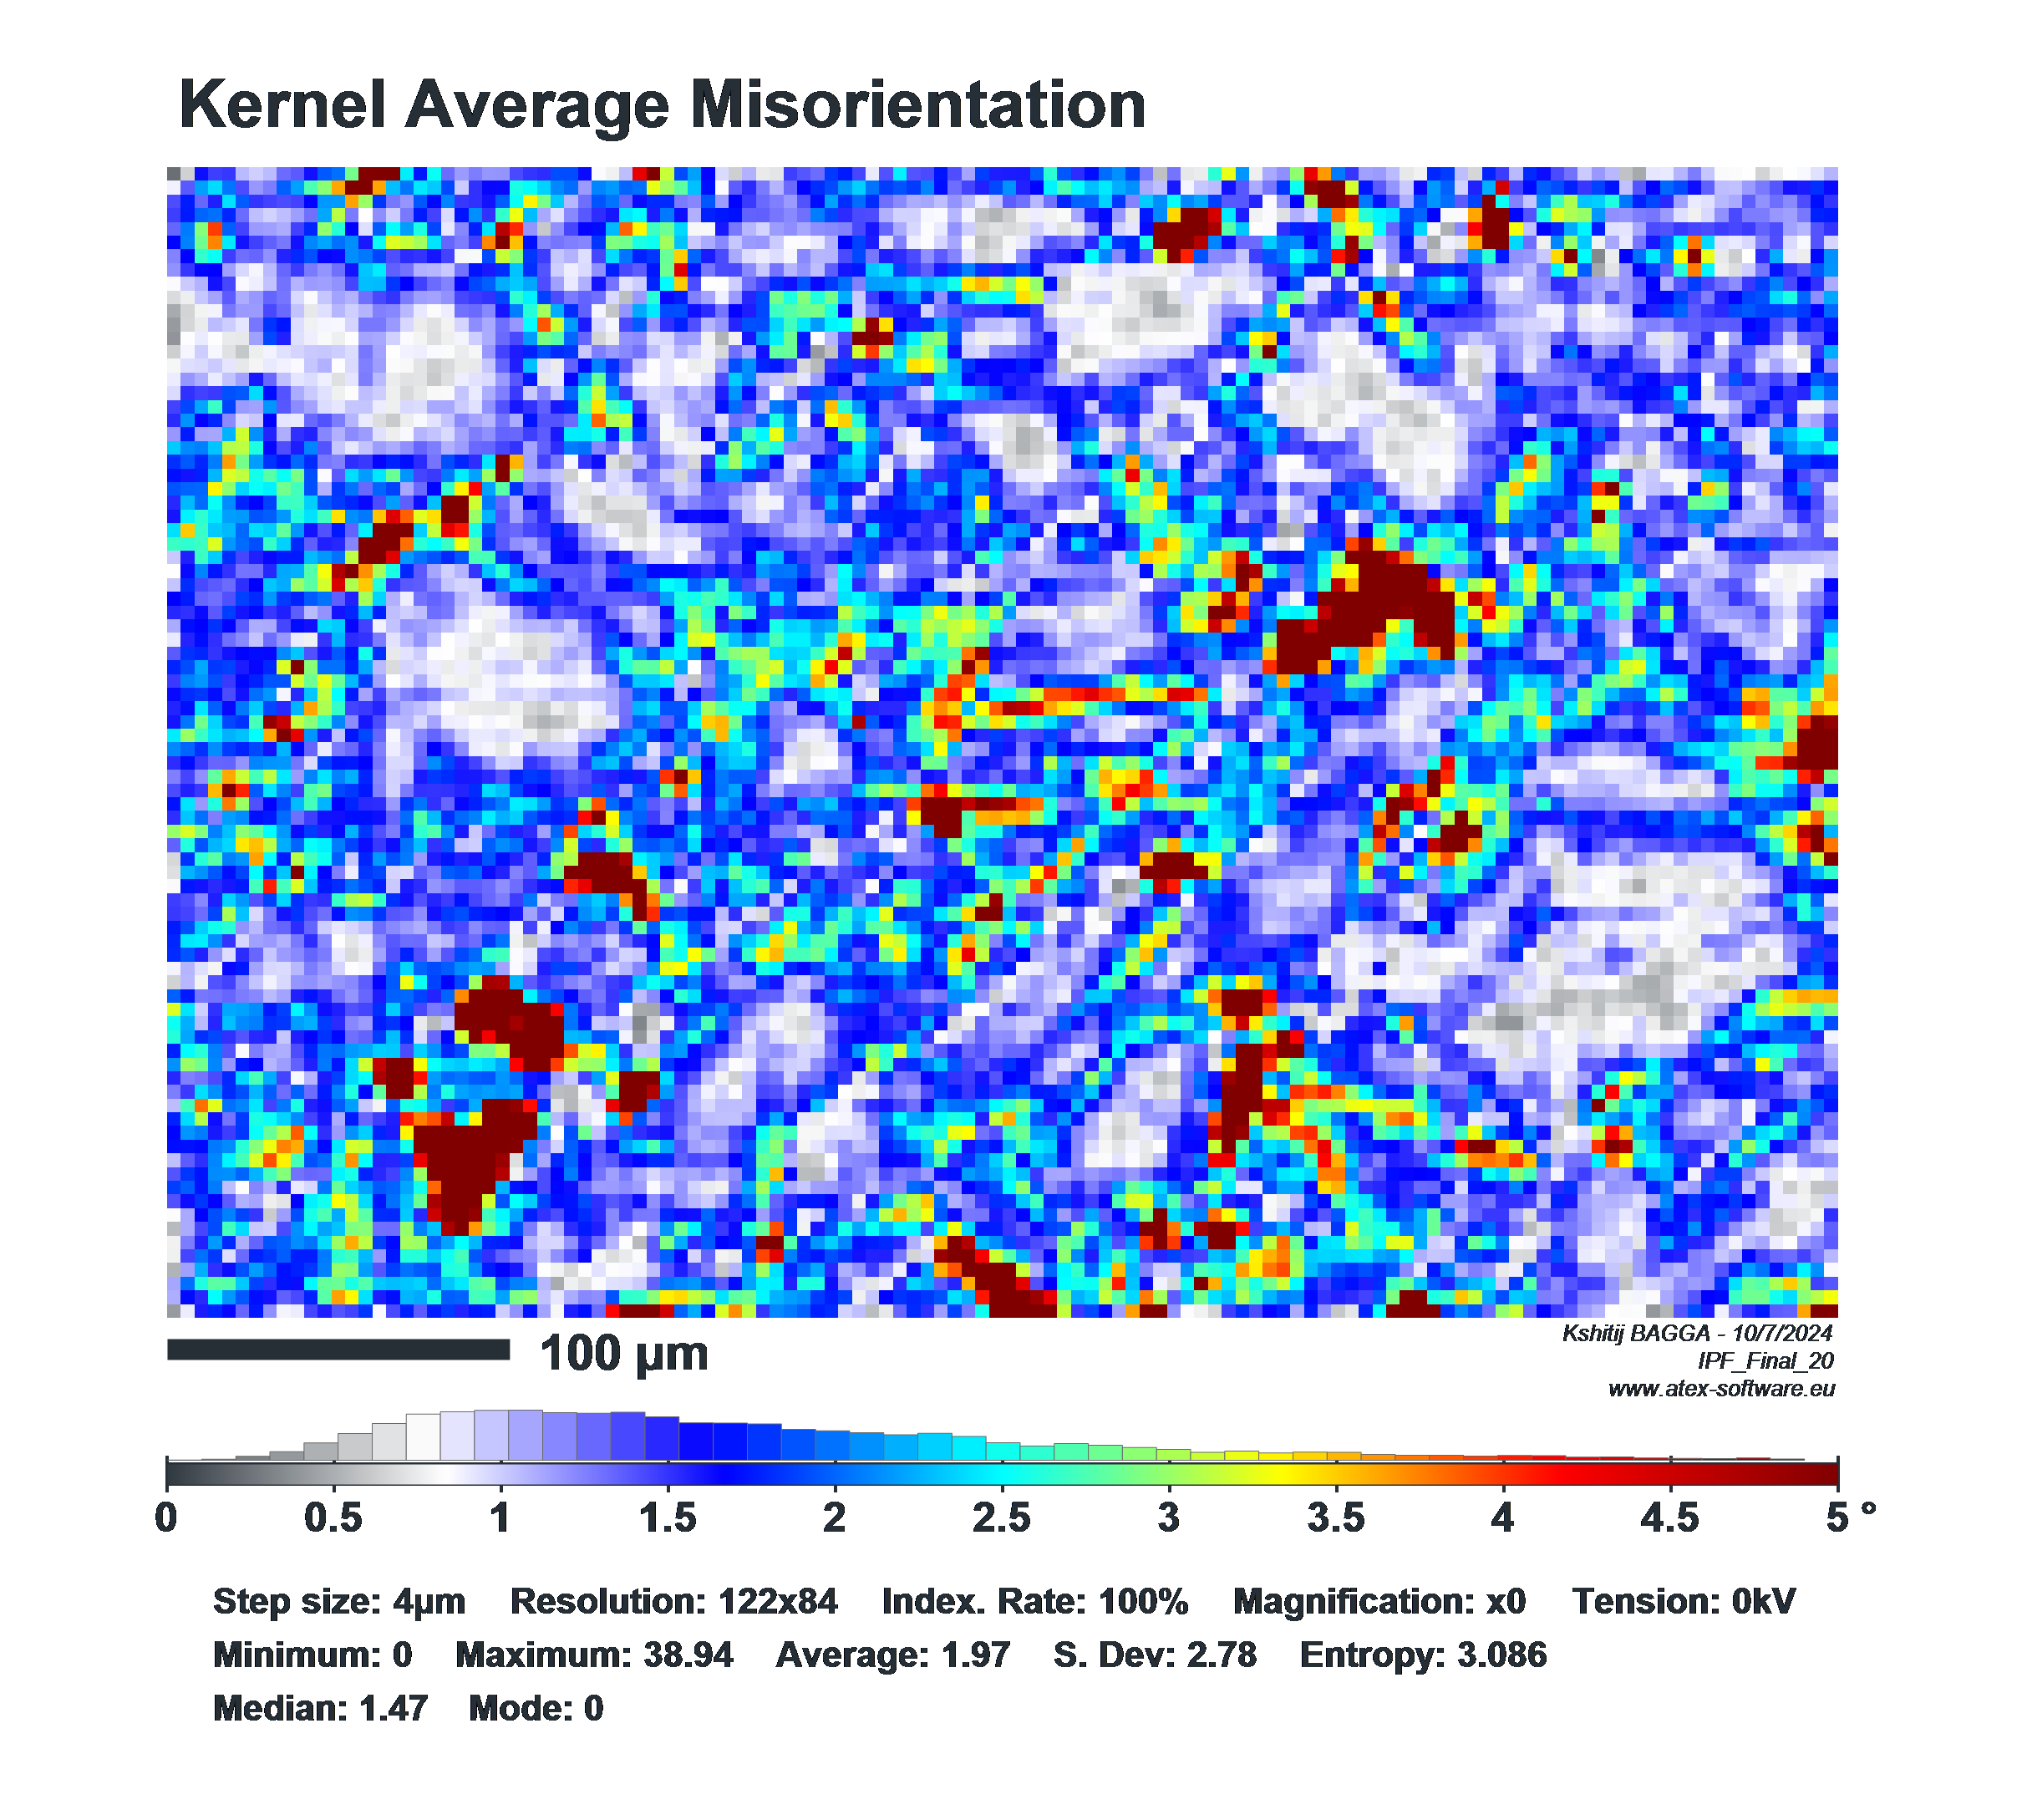 Kernel Average Misorientation
100 µm
Kshitij BAGGA - 10/7/2024
IPF_Final_20
www.atex-software.eu
0 0.5 1 1.5 2 2.5 3 3.5 4 4.5 5 °
Step size: 4µm Resolution: 122x84 Index. Rate: 100% Magnification: x0 Tension: 0kV
Minimum: 0 Maximum: 38.94 Average: 1.97 S. Dev: 2.78 Entropy: 3.086
Median: 1.47 Mode: 0